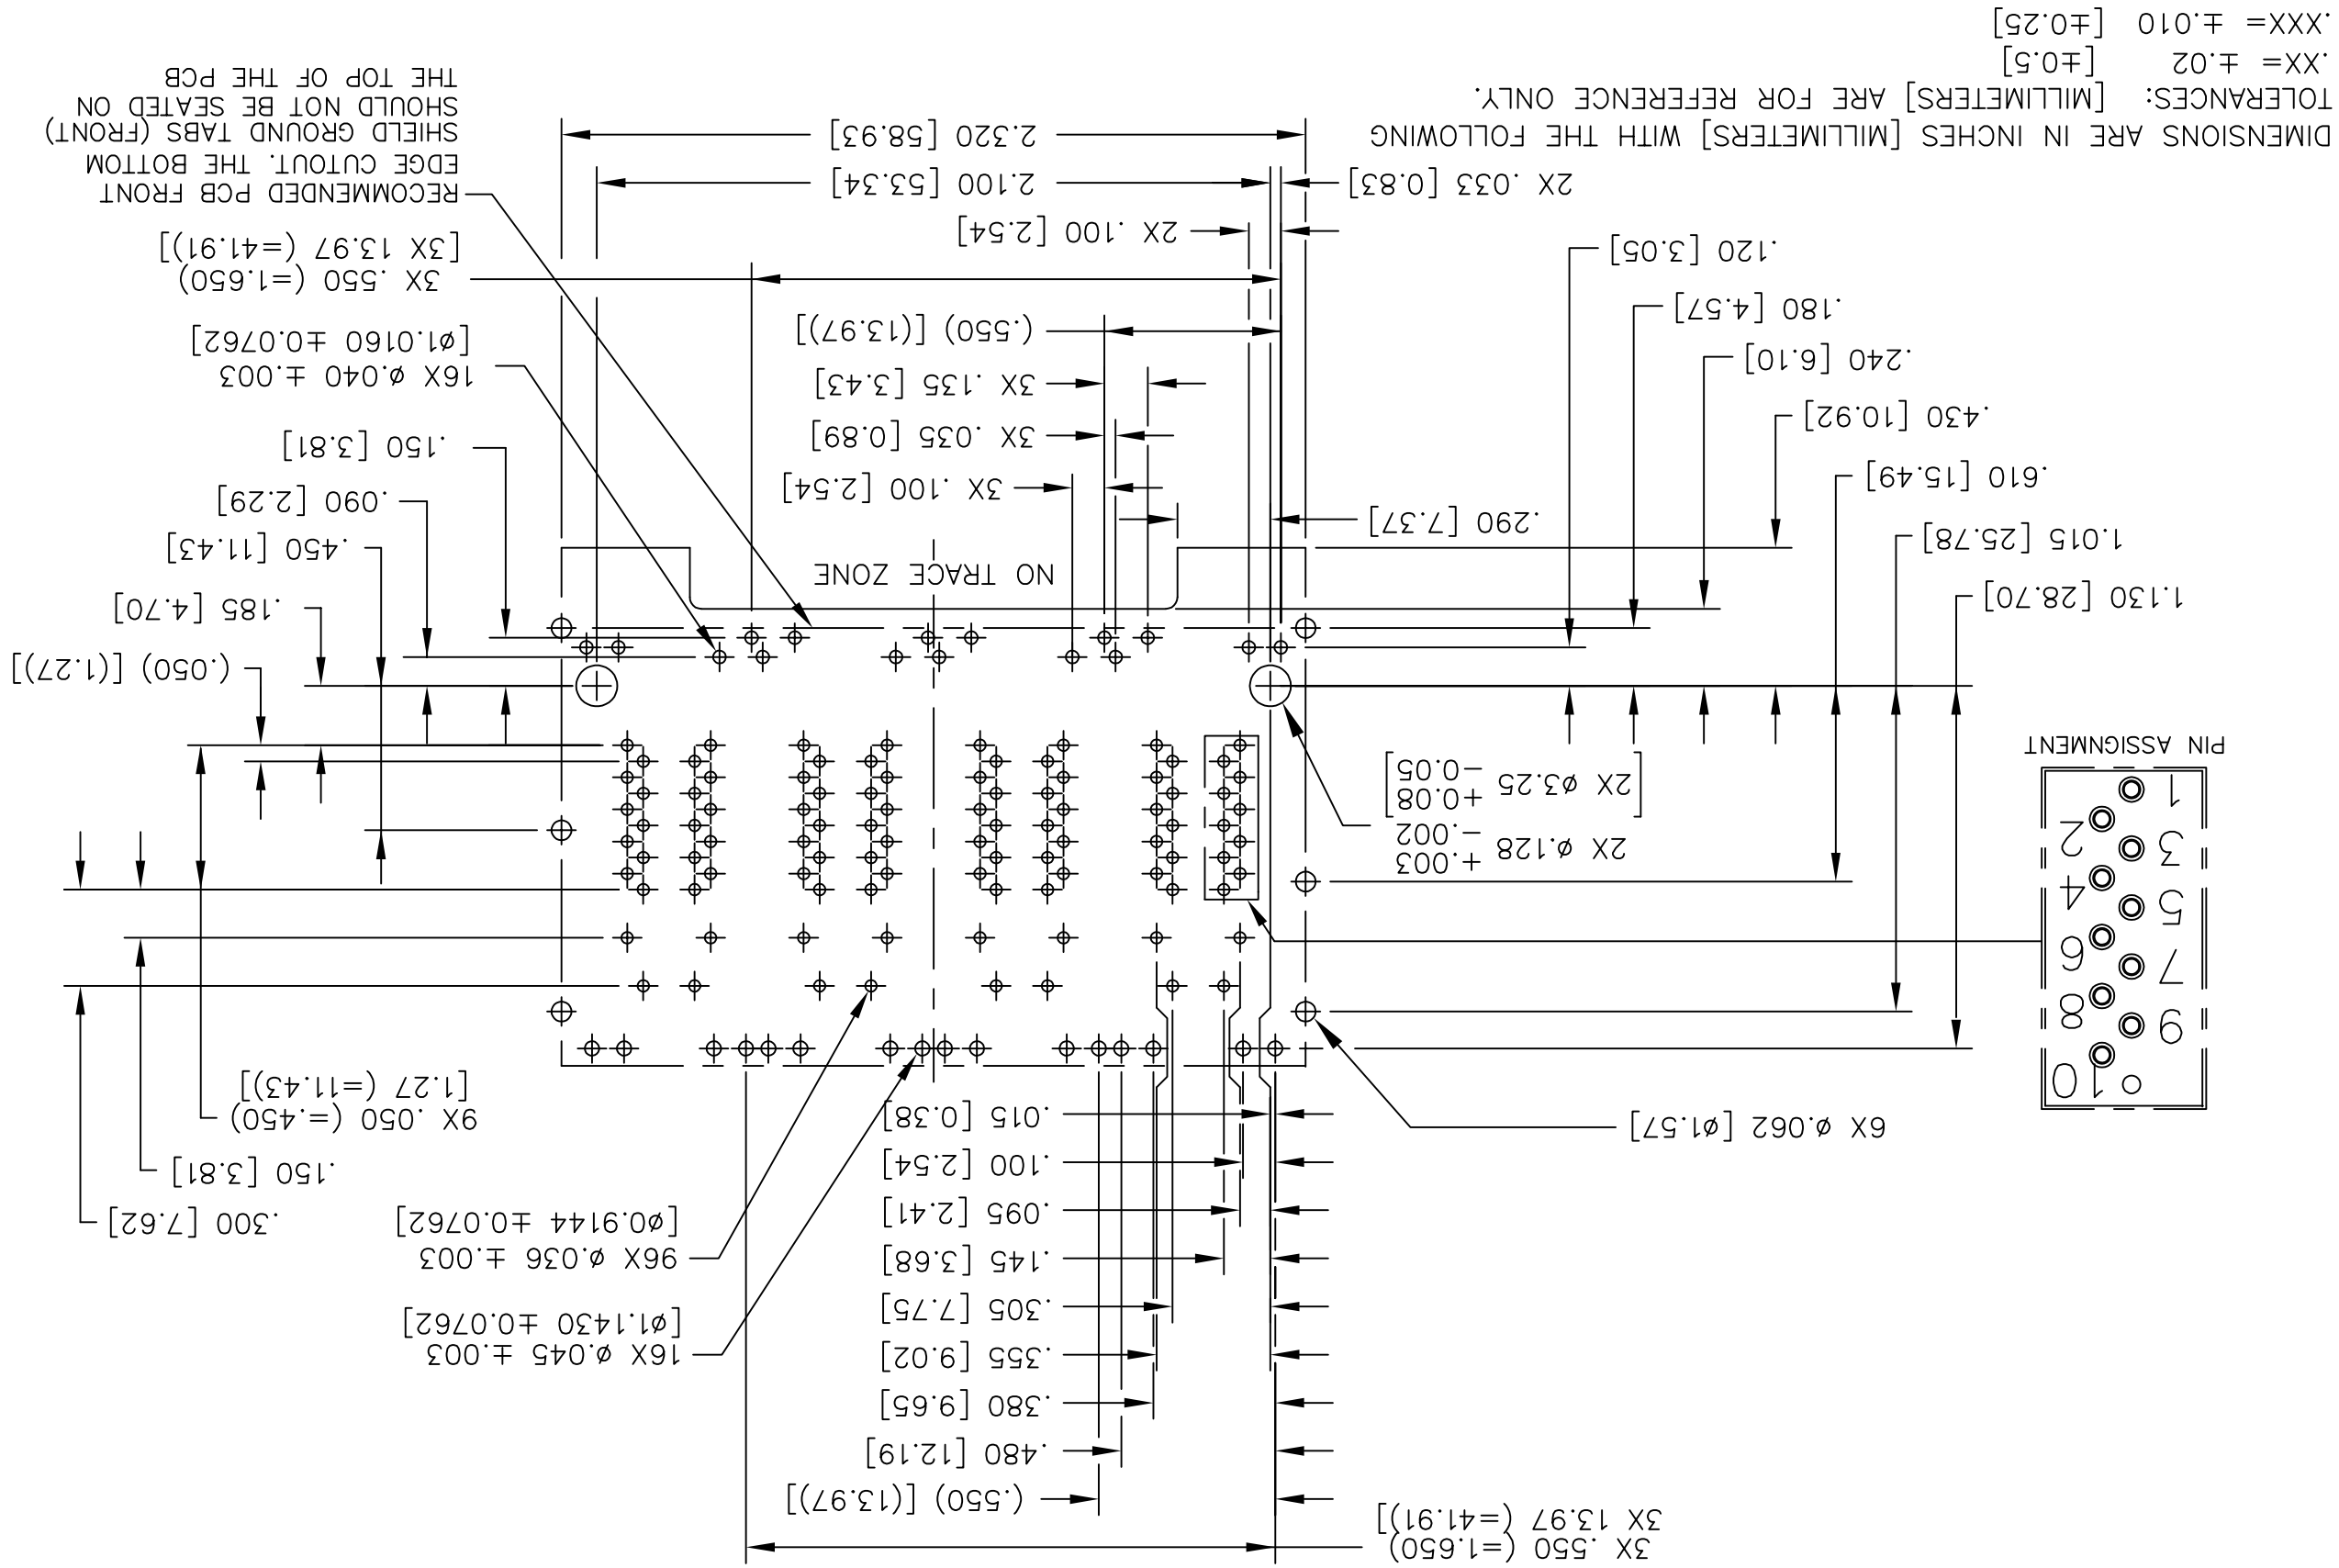 3X .550 (=1.650)
3X 13.97 (=41.91)]
(.550) [(13.97)]
.480 [12.19]
.380 [9.65]
.355 [9.02]
.305 [7.75]
.145 [3.68]
.095 [2.41]
.100 [2.54]
.015 [0.38]
16X ø.045 ±.003
[ø1.1430 ±0.0762]
96X ø.036 ±.003
[ø0.9144 ±0.0762]
.300 [7.62]
.150 [3.81]
9X .050 (=.450)
[1.27 (=11.43)]
6X ø.062 [ø1.57]
10
9
8
7
6
5
4
3
2
1
PIN ASSIGNMENT
2X ø.128 +.003
-.002
[2X ø3.25 +0.08
-0.05]
(.050) [(1.27)]
.185 [4.70]
.450 [11.43]
.090 [2.29]
.150 [3.81]
1.130 [28.70]
1.015 [25.78]
.610 [15.49]
.430 [10.92]
.240 [6.10]
.180 [4.57]
.120 [3.05]
NO TRACE ZONE
.290 [7.37]
3X .100 [2.54]
3X .035 [0.89]
3X .135 [3.43]
(.550) [(13.97)]
16X ø.040 ±.003
[ø1.0160 ±0.0762]
3X .550 (=1.650)
[3X 13.97 (=41.91)]
2X .100 [2.54]
2X .033 [0.83]
2.100 [53.34]
2.320 [58.93]
RECOMMENDED PCB FRONT
EDGE CUTOUT. THE BOTTOM
SHIELD GROUND TABS (FRONT)
SHOULD NOT BE SEATED ON
THE TOP OF THE PCB
DIMENSIONS ARE IN INCHES [MILLIMETERS] WITH THE FOLLOWING
TOLERANCES: [MILLIMETERS] ARE FOR REFERENCE ONLY.
.XX= ±.02 [±0.5]
.XXX= ±.010 [±0.25]